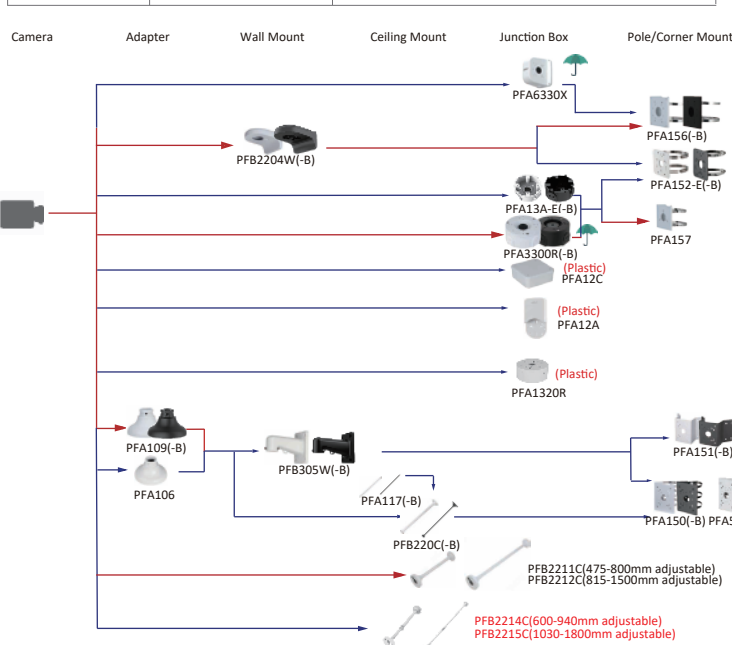 Camera Adapter Wall Mount Ceiling Mount Junction Box Pole/Corner Mount
PFA6330X
PFA156(-B)
PFB2204W(-B)
PFA152-E(-B)
PFA13A-E(-B)
PFA157
PFA3300R(-B)
(Plastic)
PFA12C
(Plastic)
PFA12A
(Plastic)
PFA1320R
PFA109(-B)
PFB305W(-B)
PFA151(-B)
PFA106
PFA117(-B)
PFA150(-B) PFA5
PFB220C(-B)
PFB2211C(475-800mm adjustable)
PFB2212C(815-1500mm adjustable)
PFB2214C(600-940mm adjustable)
PFB2215C(1030-1800mm adjustable)